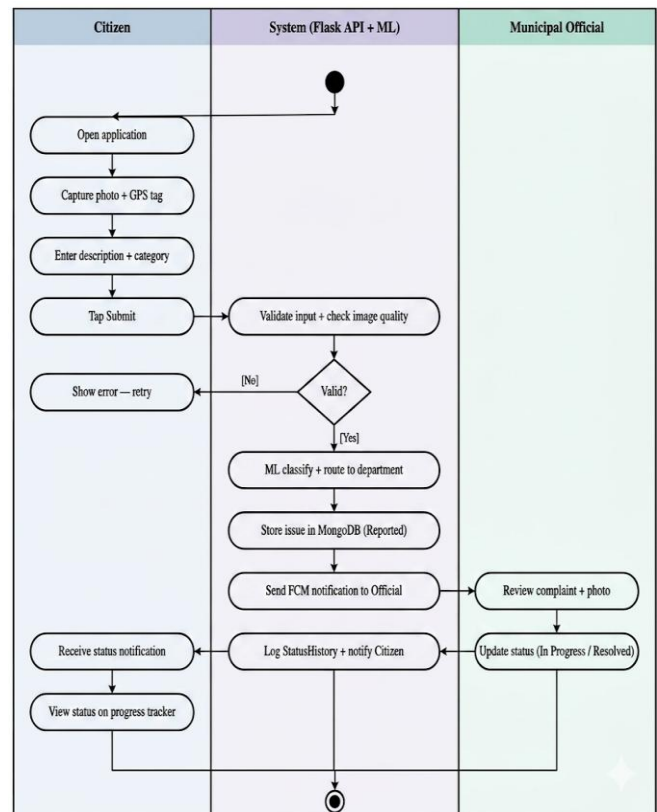 Citizen
System (Flask API + ML)
Municipal Official
Open application
Capture photo + GPS tag
Enter description + category
Tap Submit
Validate input + check image quality
Show error — retry
[No]
Valid?
[Yes]
ML classify + route to department
Store issue in MongoDB (Reported)
Send FCM notification to Official
Review complaint + photo
Receive status notification
Log StatusHistory + notify Citizen
Update status (In Progress / Resolved)
View status on progress tracker